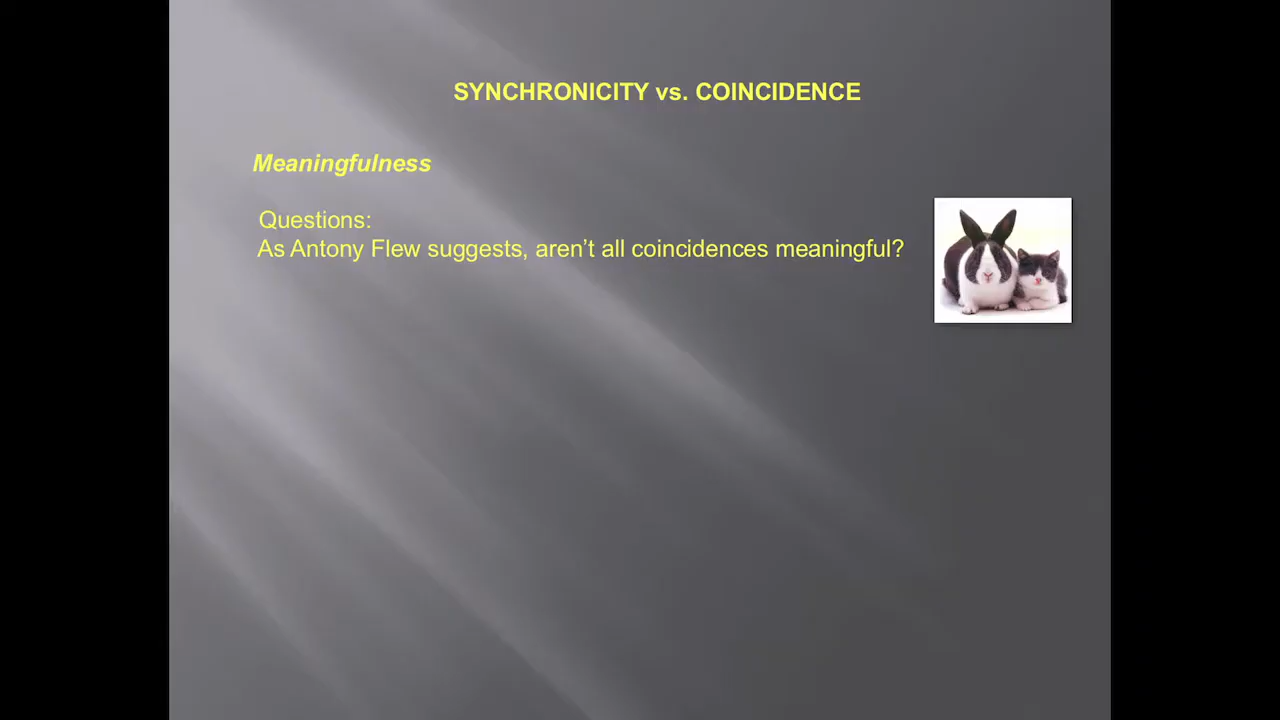 SYNCHRONICITY vs. COINCIDENCE
Meaningfulness
Questions:
As Antony Flew suggests, aren’t all coincidences meaningful?